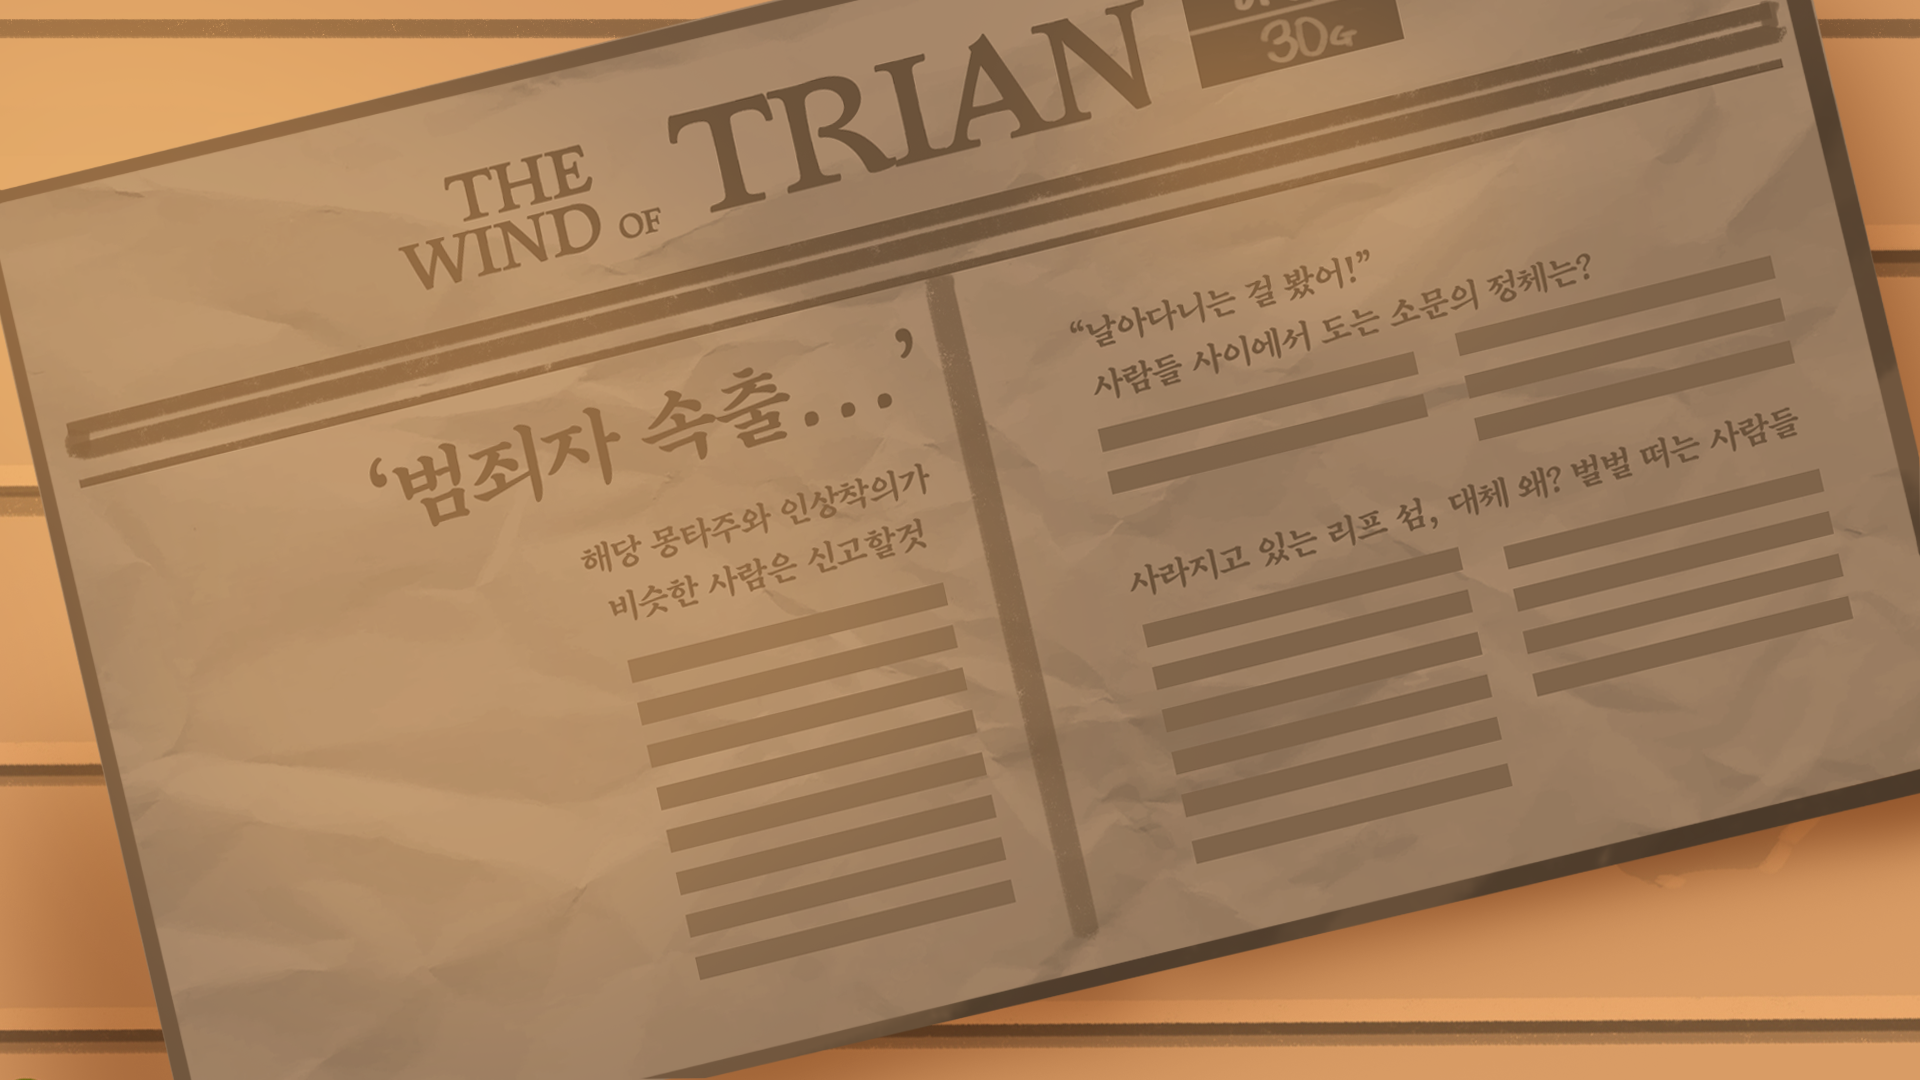 THE
WIND OF TRIAN
30G
‘범죄자 속출...’
해당 몽타주와 인상착의가
비슷한 사람은 신고할것
“날아다니는 걸 봤어!”
사람들 사이에서 도는 소문의 정체는?
사라지고 있는 리프 섬, 대체 왜? 벌벌 떠는 사람들